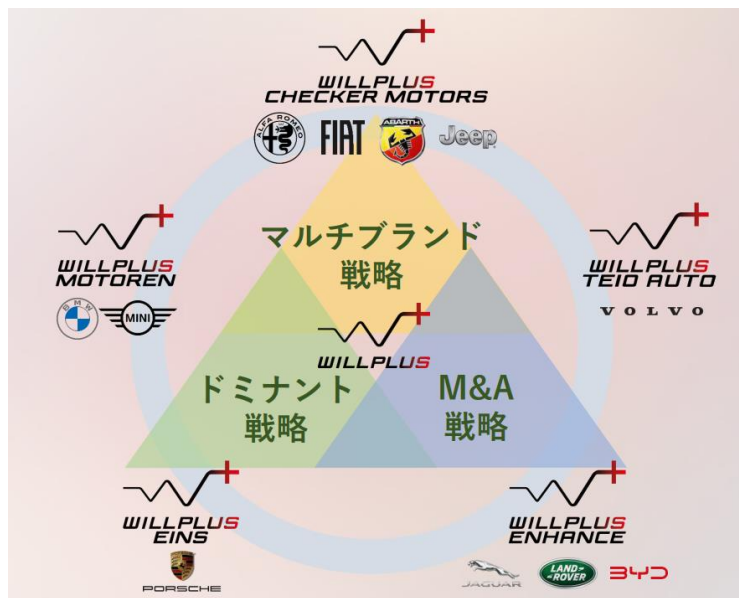 WILLPLUS
CHECKER MOTORS
ALFA ROMEO
FIAT
ABARTH
Jeep
マルチブランド
戦略
WILLPLUS
MOTOREN
BMW
MINI
WILLPLUS
TEIO AUTO
VOLVO
WILLPLUS
ドミナント
戦略
M&A
戦略
WILLPLUS
EINS
PORSCHE
WILLPLUS
ENHANCE
JAGUAR
LAND-
-ROVER
BYD